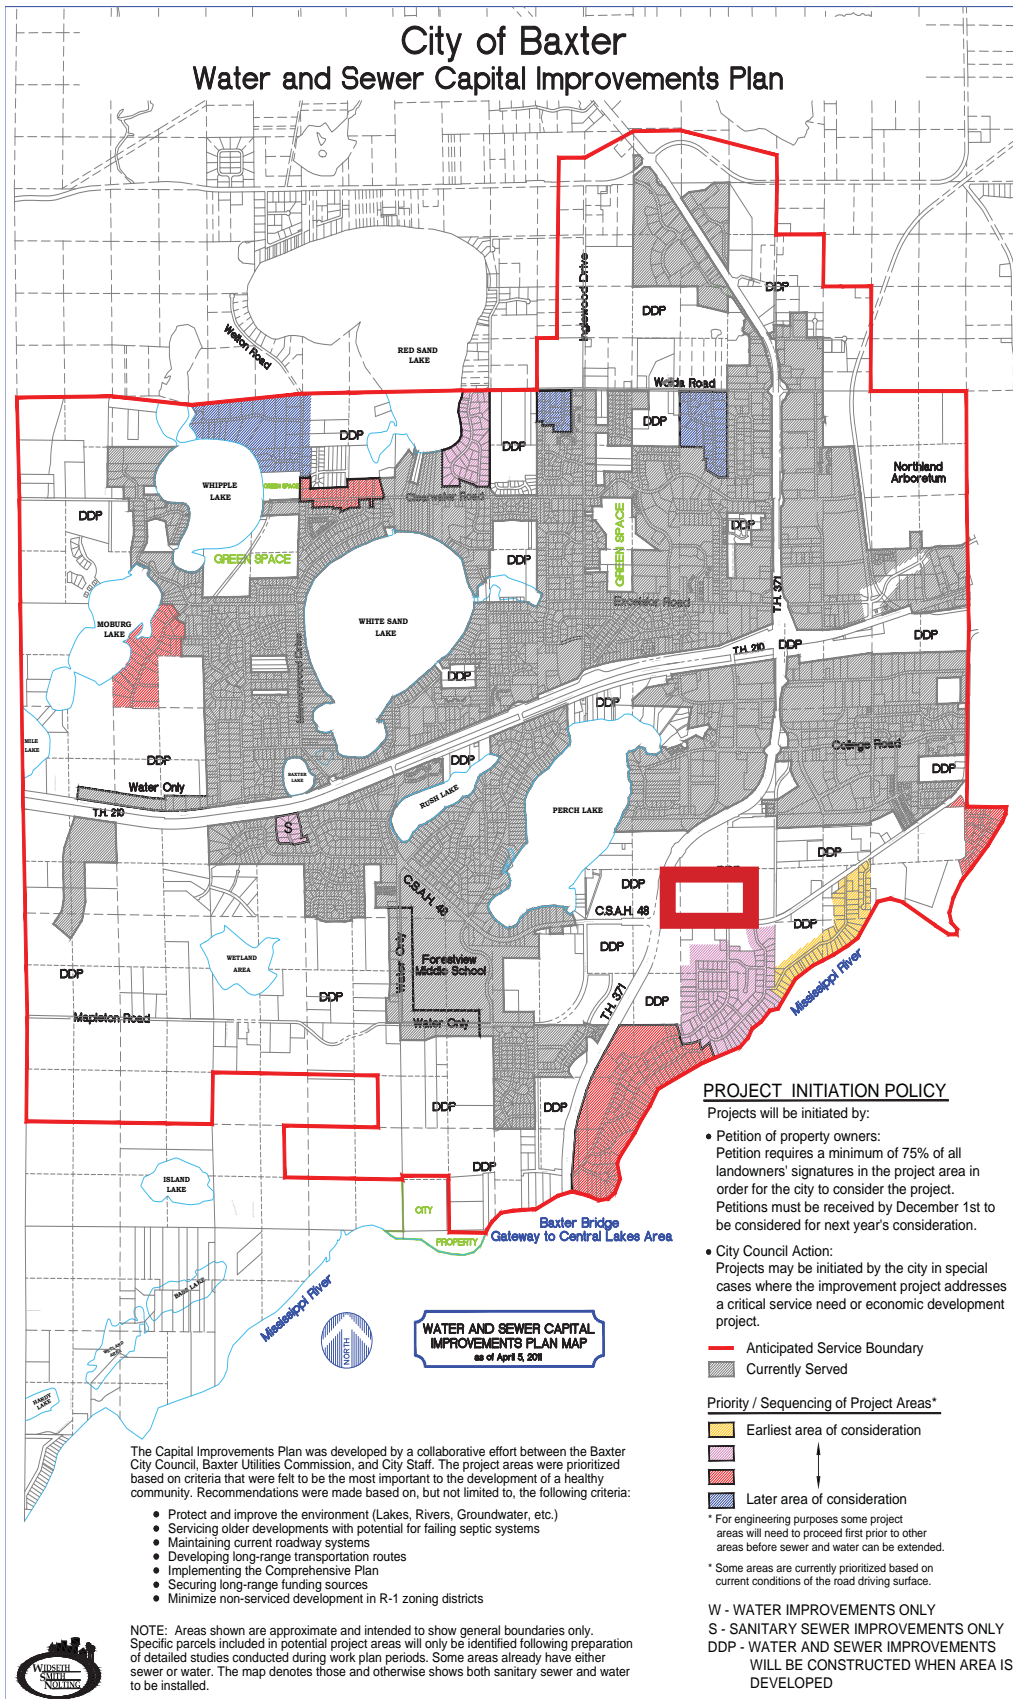 City of Baxter
Water and Sewer Capital Improvements Plan
Inglewood Drive
DDP
DDP
Welton Road
RED SAND
LAKE
Wolda Road
DDP
DDP
DDP
Northland
Arboretum
WHIPPLE
LAKE
GREEN SPACE
Clearwater Road
DDP
GREEN SPACE
DDP
GREEN SPACE
DDP
T.H. 371
Excelsior Road
MOBURG
LAKE
WHITE SAND
LAKE
DDP
DDP
T.H. 210
DDP
DDP
College Road
MILE
LAKE
DDP
DDP
DDP
BAXTER
LAKE
Water Only
RUSH LAKE
PERCH LAKE
T.H. 210
S
DDP
DDP
C.S.A.H. 48
C.S.A.H. 48
DDP
Water Only
DDP
WETLAND
AREA
Forestview
Middle School
DDP
DDP
DDP
Mississippi River
T.H. 371
Mapleton Road
Water Only
DDP
DDP
DDP
ISLAND
LAKE
CITY
PROPERTY
Baxter Bridge
Gateway to Central Lakes Area
BASS LAKE
Mississippi River
WETLAND
AREA
HARDY
LAKE
NORTH
WATER AND SEWER CAPITAL
IMPROVEMENTS PLAN MAP
as of April 5, 2011
PROJECT INITIATION POLICY
Projects will be initiated by:
• Petition of property owners:
Petition requires a minimum of 75% of all
landowners' signatures in the project area in
order for the city to consider the project.
Petitions must be received by December 1st to
be considered for next year's consideration.
• City Council Action:
Projects may be initiated by the city in special
cases where the improvement project addresses
a critical service need or economic development
project.
Anticipated Service Boundary
Currently Served
Priority / Sequencing of Project Areas*
Earliest area of consideration
Later area of consideration
* For engineering purposes some project
areas will need to proceed first prior to other
areas before sewer and water can be extended.
* Some areas are currently prioritized based on
current conditions of the road driving surface.
W - WATER IMPROVEMENTS ONLY
S - SANITARY SEWER IMPROVEMENTS ONLY
DDP - WATER AND SEWER IMPROVEMENTS
WILL BE CONSTRUCTED WHEN AREA IS
DEVELOPED
The Capital Improvements Plan was developed by a collaborative effort between the Baxter
City Council, Baxter Utilities Commission, and City Staff. The project areas were prioritized
based on criteria that were felt to be the most important to the development of a healthy
community. Recommendations were made based on, but not limited to, the following criteria:
• Protect and improve the environment (Lakes, Rivers, Groundwater, etc.)
• Servicing older developments with potential for failing septic systems
• Maintaining current roadway systems
• Developing long-range transportation routes
• Implementing the Comprehensive Plan
• Securing long-range funding sources
• Minimize non-serviced development in R-1 zoning districts
NOTE: Areas shown are approximate and intended to show general boundaries only.
Specific parcels included in potential project areas will only be identified following preparation
of detailed studies conducted during work plan periods. Some areas already have either
sewer or water. The map denotes those and otherwise shows both sanitary sewer and water
to be installed.
WIDSETH
SMITH
NOLTING